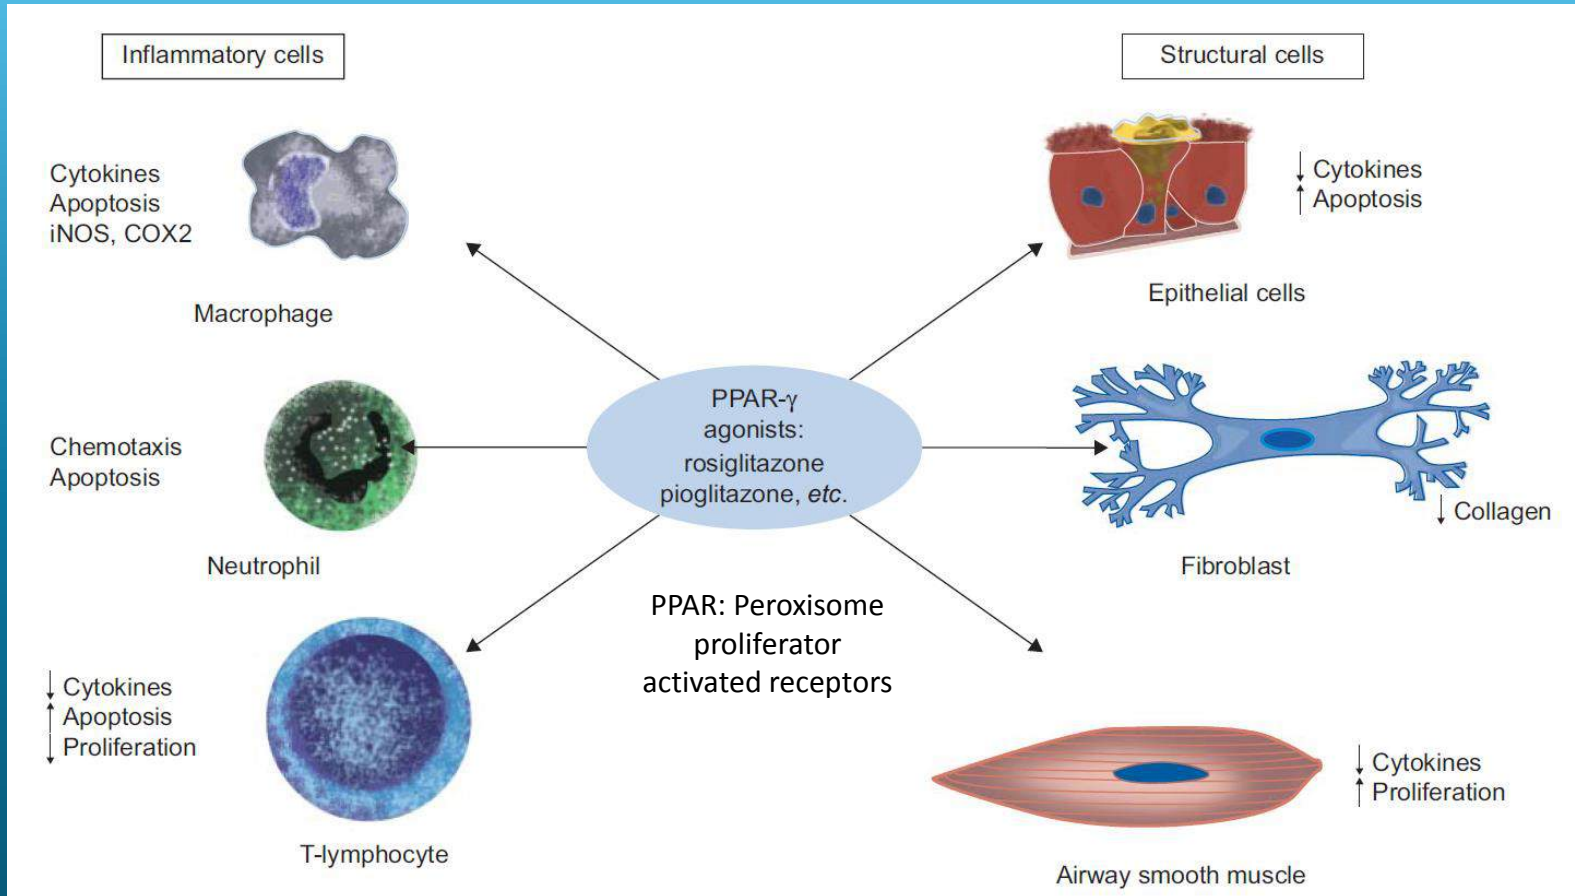 Inflammatory cells
Structural cells
Cytokines
Apoptosis
iNOS, COX2
Macrophage
↓ Cytokines
↑ Apoptosis
Epithelial cells
Chemotaxis
Apoptosis
Neutrophil
PPAR-γ
agonists:
rosiglitazone
pioglitazone, etc.
↓ Collagen
Fibroblast
PPAR: Peroxisome
proliferator
activated receptors
↓ Cytokines
↑ Apoptosis
↓ Proliferation
T-lymphocyte
↓ Cytokines
↑ Proliferation
Airway smooth muscle